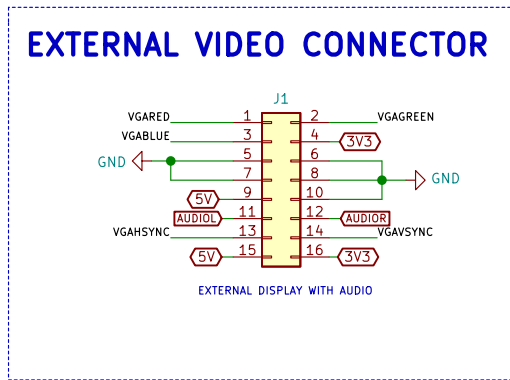 EXTERNAL VIDEO CONNECTOR
J1
VGARED 1 2 VGAGREEN
VGABLUE 3 4 3V3
GND 5 6
7 8 GND
5V 9 10
AUDIOL 11 12 AUDIOR
VGAHSYNC 13 14 VGAVSYNC
5V 15 16 3V3
EXTERNAL DISPLAY WITH AUDIO